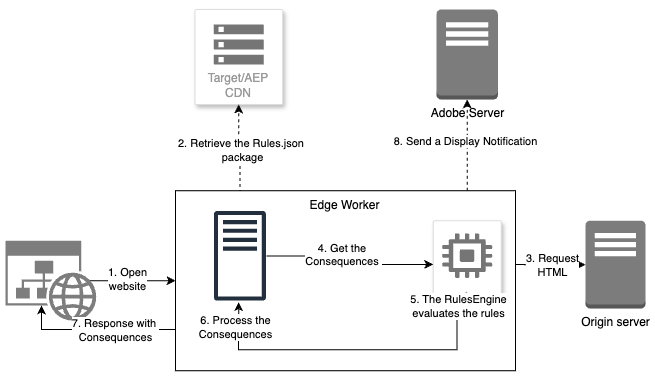 Target/AEP
CDN
Adobe Server
2. Retrieve the Rules.json
package
8. Send a Display Notification
Edge Worker
1. Open
website
4. Get the
Consequences
3. Request
HTML
5. The RulesEngine
evaluates the rules
6. Process the
Consequences
7. Response with
Consequences
Origin server